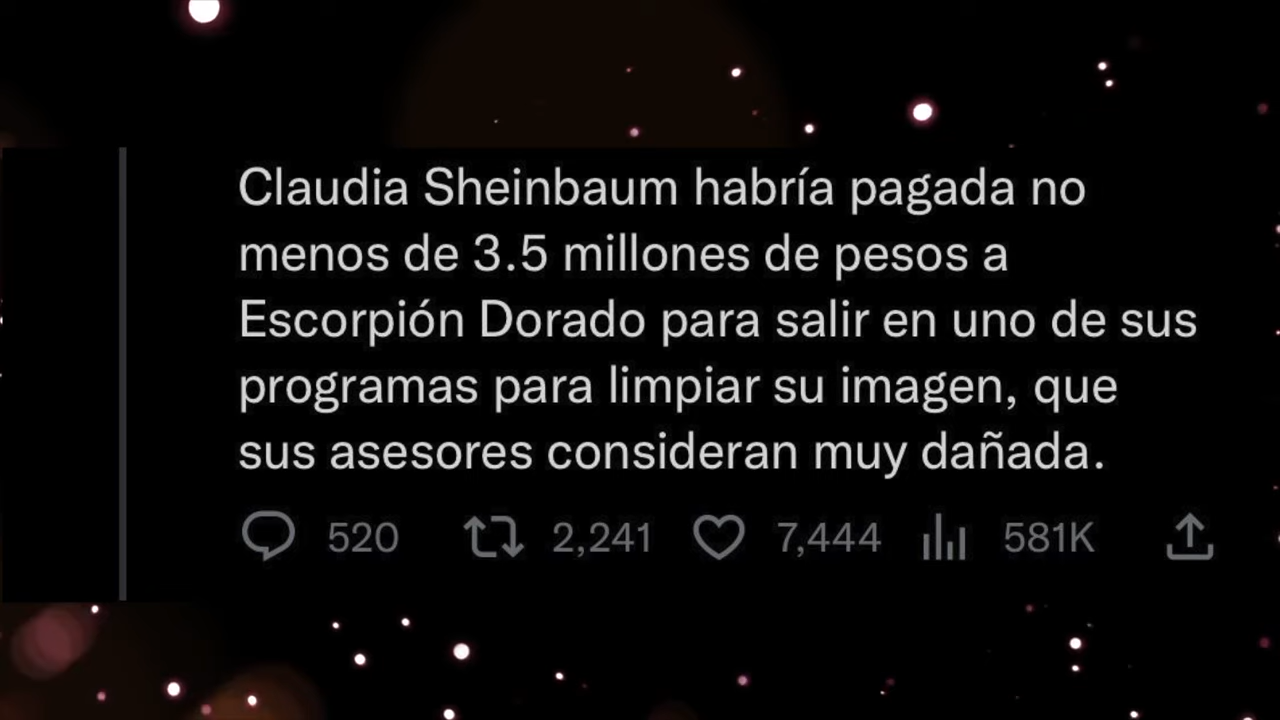 Claudia Sheinbaum habría pagada no
menos de 3.5 millones de pesos a
Escorpión Dorado para salir en uno de sus
programas para limpiar su imagen, que
sus asesores consideran muy dañada.
520 2,241 7,444 581K